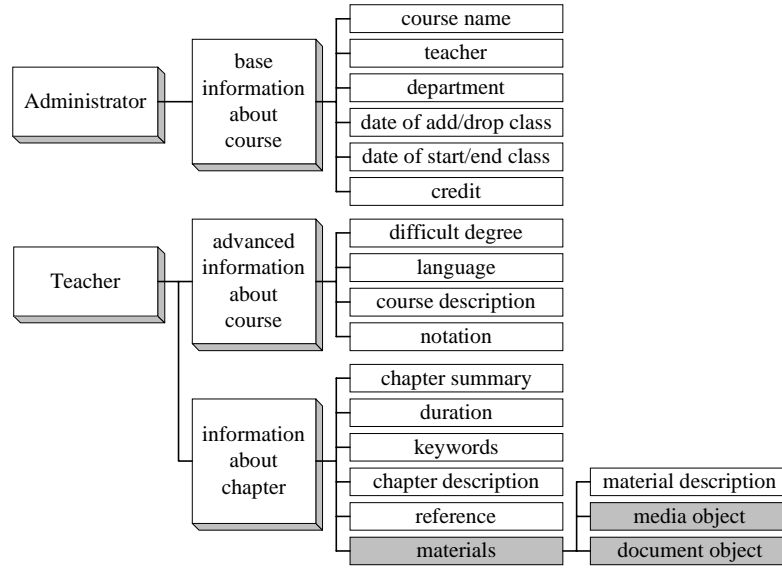 Administrator
base
information
about
course
course name
teacher
department
date of add/drop class
date of start/end class
credit
Teacher
advanced
information
about
course
difficult degree
language
course description
notation
information
about
chapter
chapter summary
duration
keywords
chapter description
reference
materials
material description
media object
document object